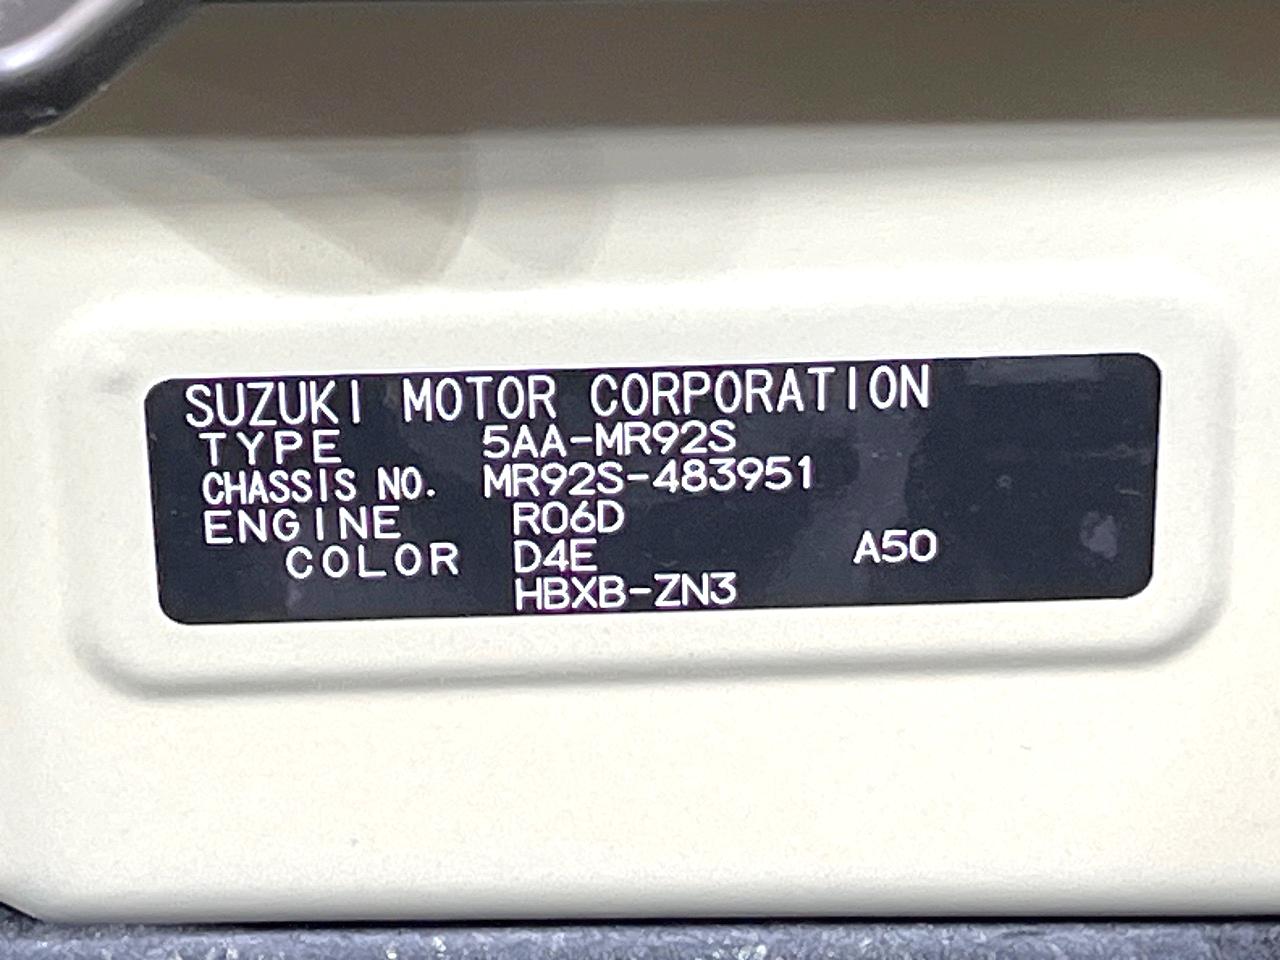 SUZUKI MOTOR CORPORATION
TYPE 5AA-MR92S
CHASSIS NO. MR92S-483951
ENGINE R06D
COLOR D4E A50
HBXB-ZN3